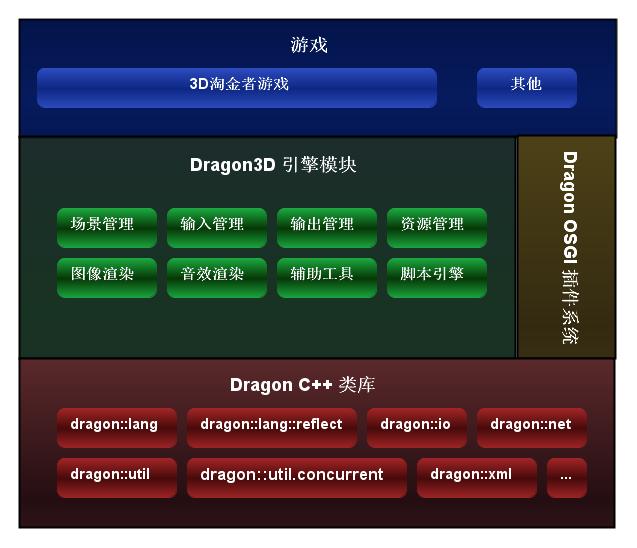 游戏
3D淘金者游戏
其他
Dragon3D 引擎模块
场景管理
输入管理
输出管理
资源管理
图像渲染
音效渲染
辅助工具
脚本引擎
Dragon OSGI 插件系统
Dragon C++ 类库
dragon::lang
dragon::lang::reflect
dragon::io
dragon::net
dragon::util
dragon::util.concurrent
dragon::xml
...